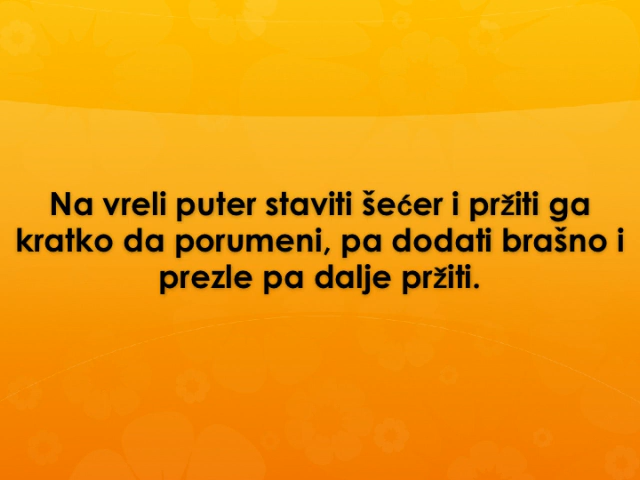 Na vreli puter staviti šećer i pržiti ga
kratko da porumeni, pa dodati brašno i
prezle pa dalje pržiti.